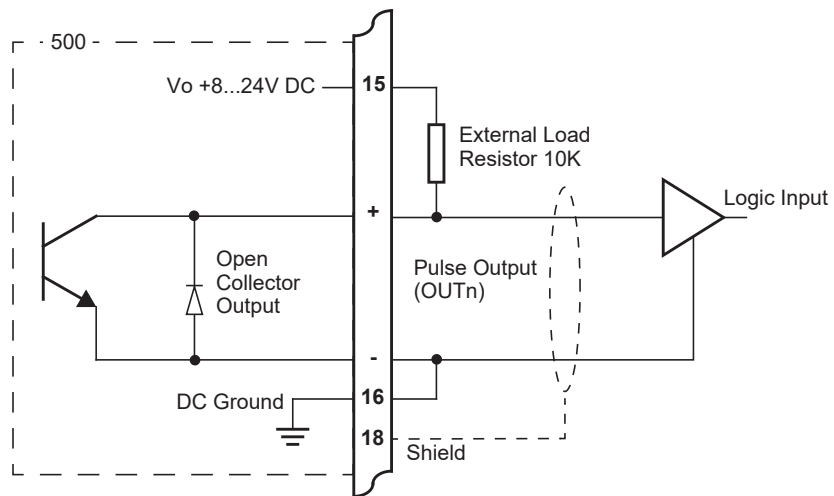 500
Vo +8...24V DC
15
External Load
Resistor 10K
+
Logic Input
Open
Collector
Output
Pulse Output
(OUTn)
-
DC Ground
16
18
Shield